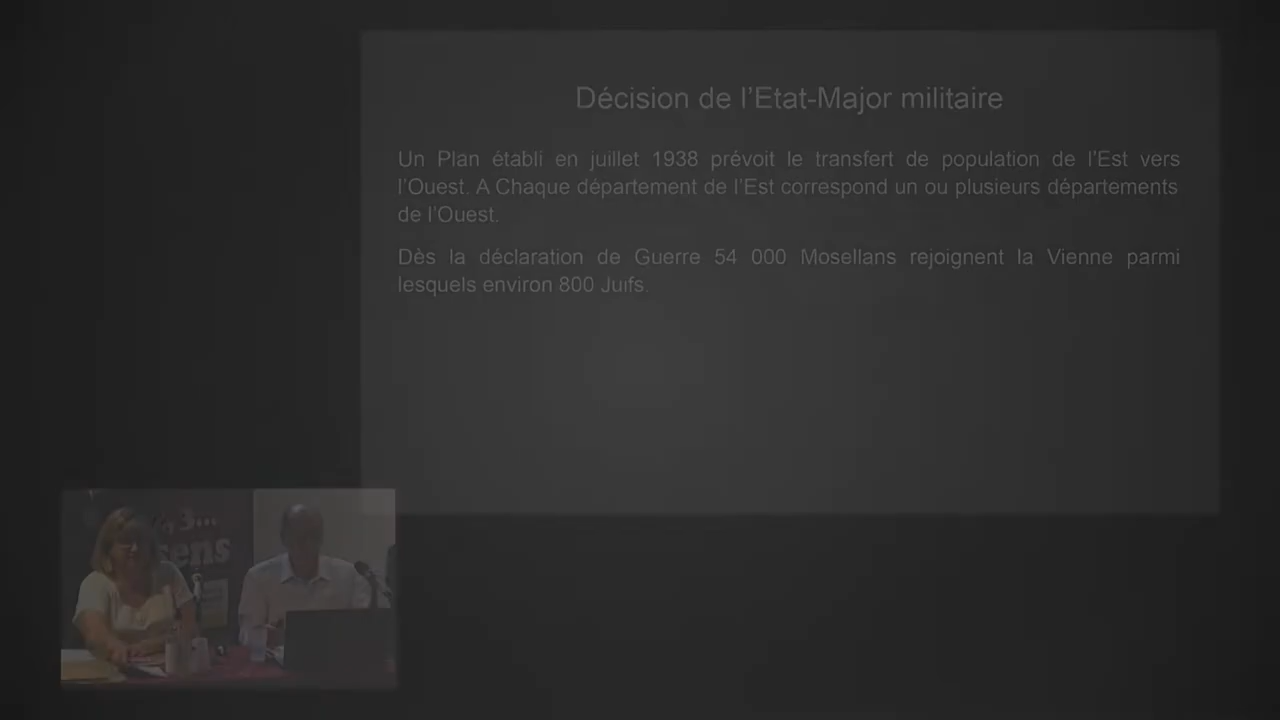 Décision de l’Etat-Major militaire
Un Plan établi en juillet 1938 prévoit le transfert de population de l’Est vers
l’Ouest. A Chaque département de l’Est correspond un ou plusieurs départements
de l’Ouest.
Dès la déclaration de Guerre 54 000 Mosellans rejoignent la Vienne parmi
lesquels environ 800 Juifs.
3...
sens